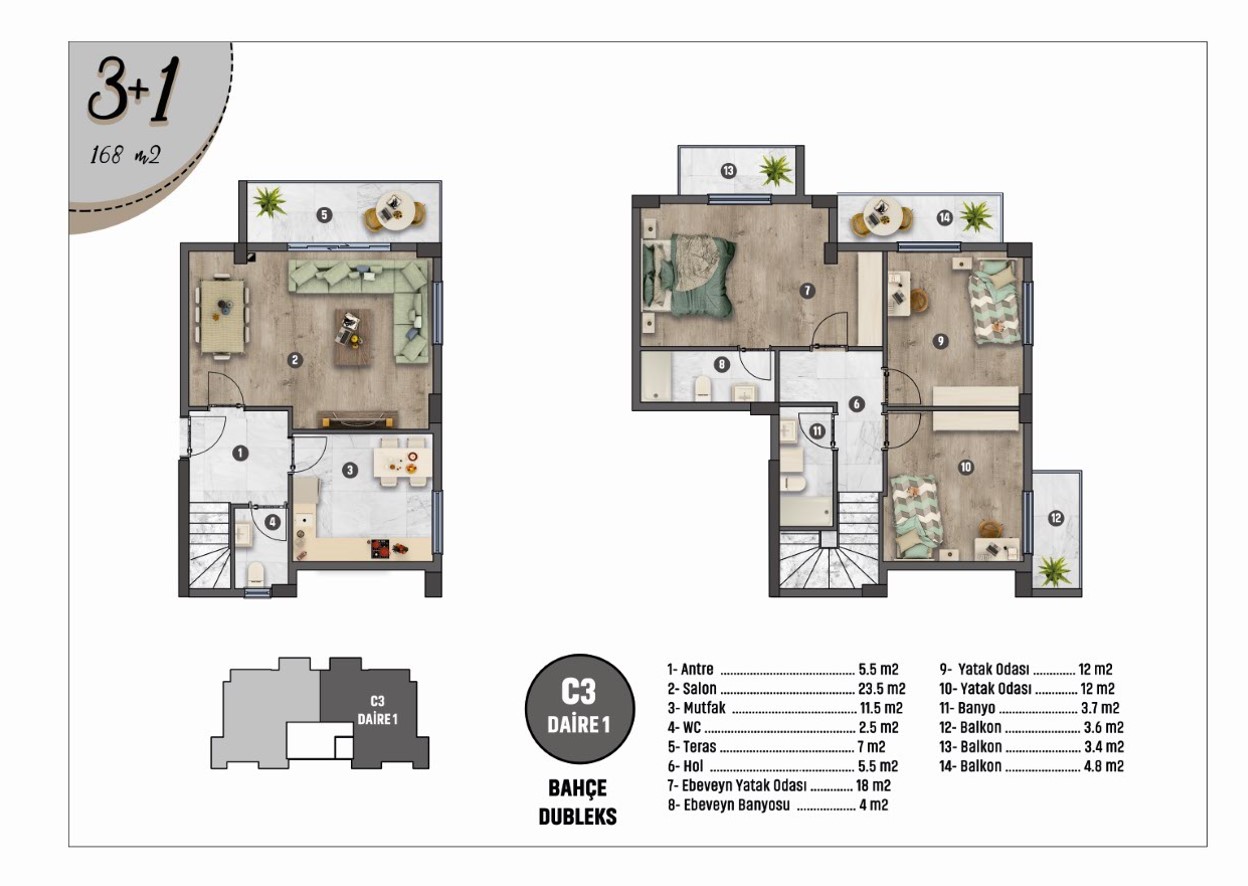 3+1
168 m2
13
5
14
7
9
2
8
6
11
1
3
10
4
12
C3
DAİRE 1
C3
DAİRE 1
BAHÇE
DUBLEKS
1- Antre .................................. 5.5 m2
2- Salon .................................. 23.5 m2
3- Mutfak .............................. 11.5 m2
4- WC ..................................... 2.5 m2
5- Teras .................................. 7 m2
6- Hol .................................... 5.5 m2
7- Ebeveyn Yatak Odası ............. 18 m2
8- Ebeveyn Banyosu .................. 4 m2
9- Yatak Odası ............. 12 m2
10- Yatak Odası ............. 12 m2
11- Banyo ........................ 3.7 m2
12- Balkon ....................... 3.6 m2
13- Balkon ....................... 3.4 m2
14- Balkon ....................... 4.8 m2